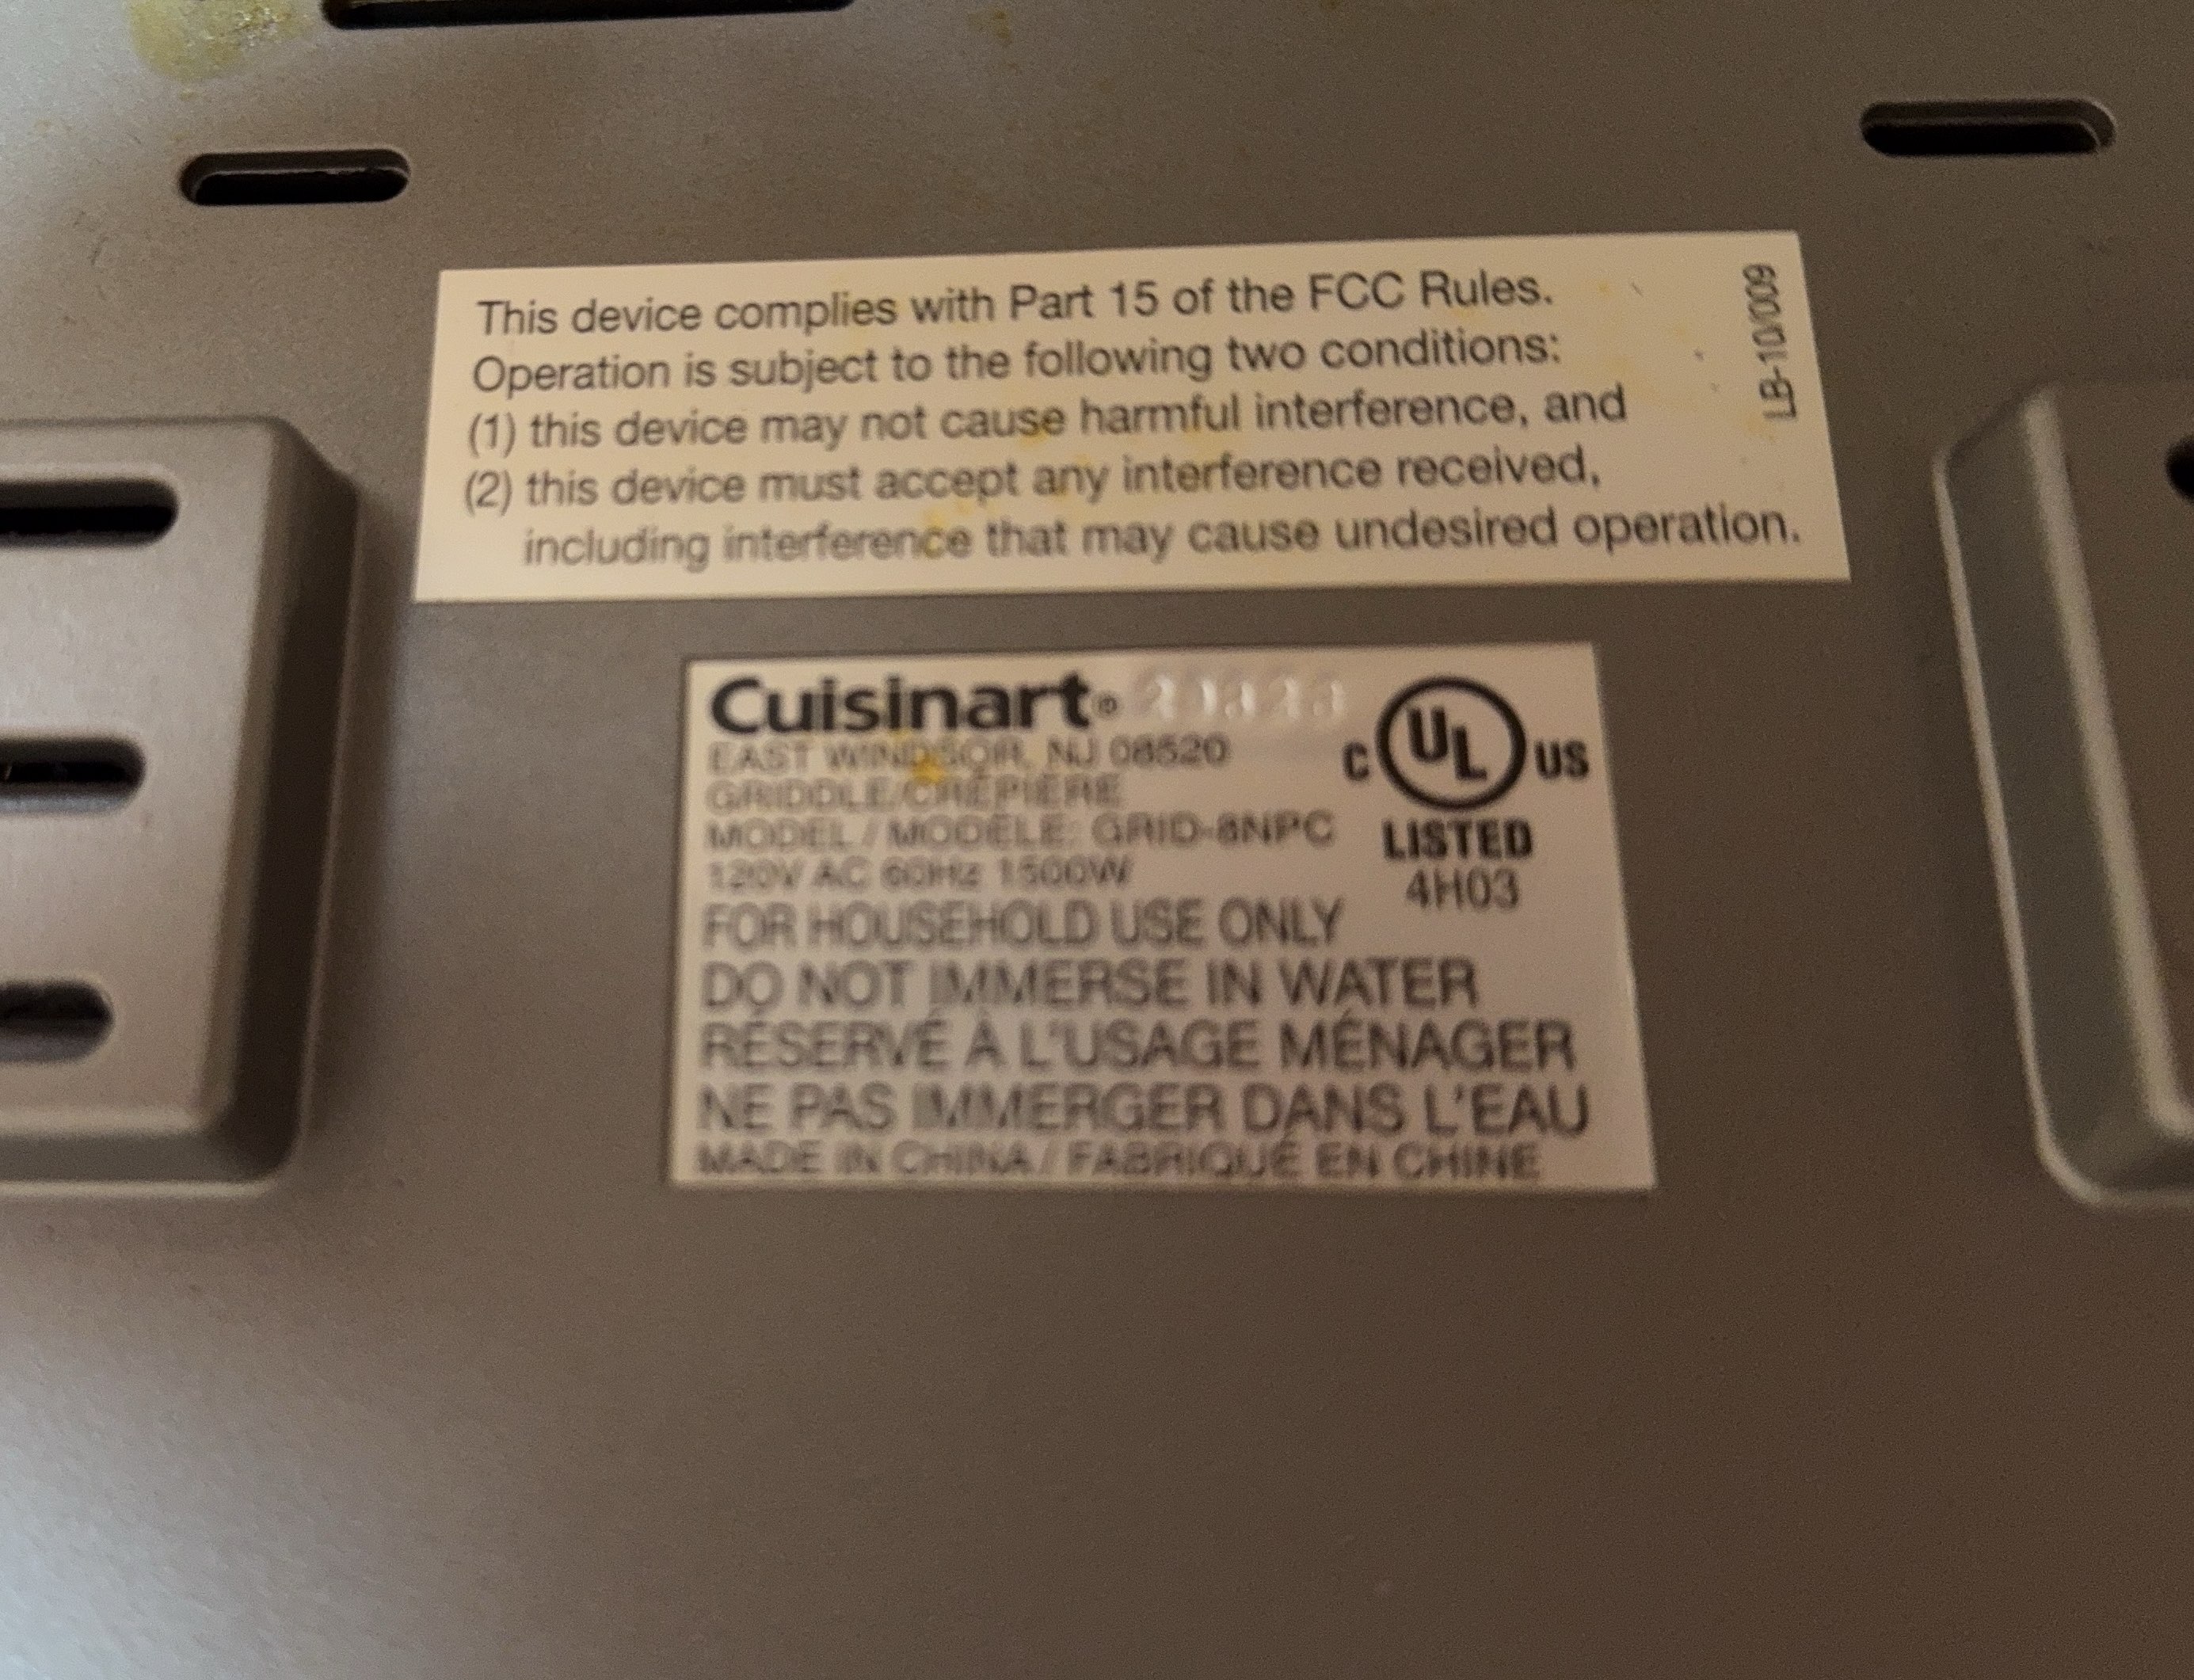 This device complies with Part 15 of the FCC Rules.
Operation is subject to the following two conditions:
(1) this device may not cause harmful interference, and
(2) this device must accept any interference received,
including interference that may cause undesired operation.
LB-10/009
Cuisinart®
EAST WINDSOR, NJ 08520
GRIDDLE/CRÊPIÈRE
MODEL / MODÈLE: GRID-8NPC
120V AC 60Hz 1500W
FOR HOUSEHOLD USE ONLY
DO NOT IMMERSE IN WATER
RÉSERVÉ À L'USAGE MÉNAGER
NE PAS IMMERGER DANS L'EAU
MADE IN CHINA / FABRIQUÉ EN CHINE
C UL US
LISTED
4H03